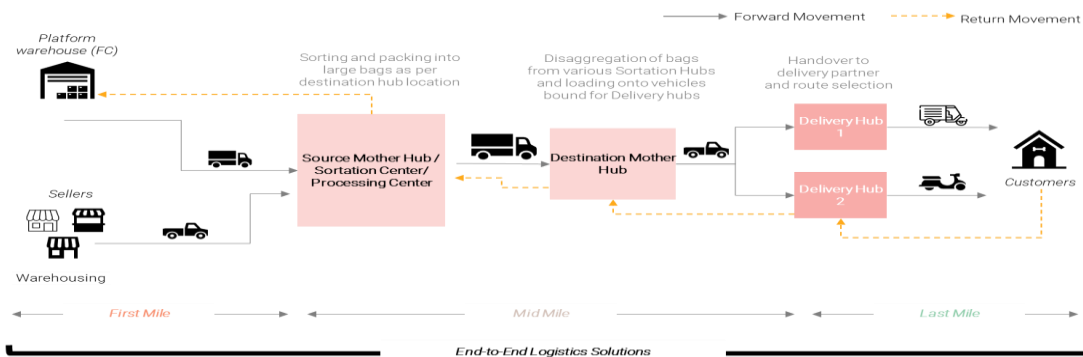 Forward Movement
Return Movement
Platform
warehouse (FC)
Sorting and packing into
large bags as per
destination hub location
Disaggregation of bags
from various Sortation Hubs
and loading onto vehicles
bound for Delivery hubs
Handover to
delivery partner
and route selection
Source Mother Hub /
Sortation Center/
Processing Center
Destination Mother
Hub
Delivery Hub
1
Delivery Hub
2
Customers
Sellers
Warehousing
First Mile
Mid Mile
Last Mile
End-to-End Logistics Solutions